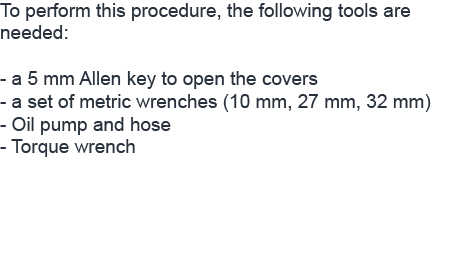 To perform this procedure, the following tools are
needed:

- a 5 mm Allen key to open the covers
- a set of metric wrenches (10 mm, 27 mm, 32 mm)
- Oil pump and hose
- Torque wrench